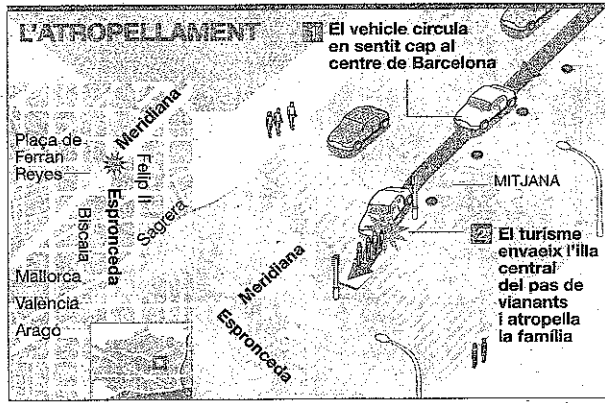 L'ATROPELLAMENT
1 El vehicle circula
en sentit cap al
centre de Barcelona
Meridiana
Plaça de
Ferran
Reyes
Felip II
Espronceda
Biscaia
Sagrera
Mallorca
València
Aragó
MITJANA
2 El turisme
envaeix l'illa
central
del pas de
vianants
i atropella
la família
Meridiana
Espronceda